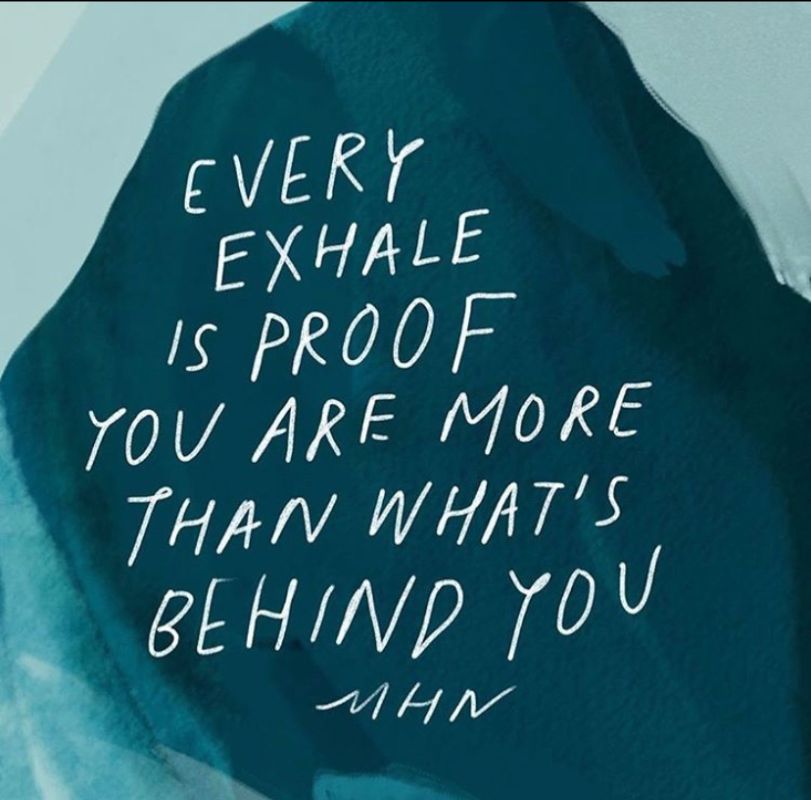 EVERY
EXHALE
IS PROOF
YOU ARE MORE
THAN WHAT'S
BEHIND YOU
MHN